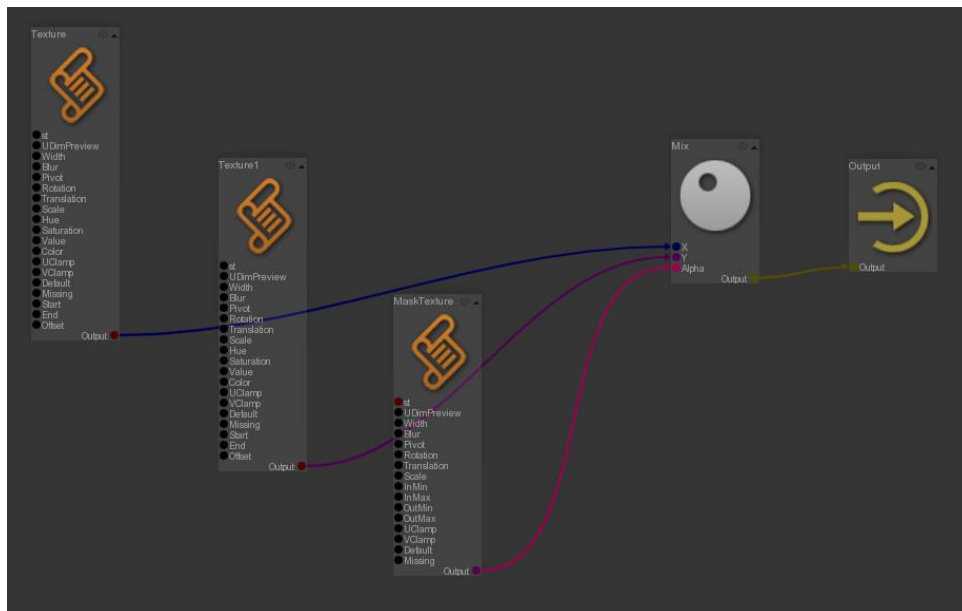 Texture
st
UDimPreview
Width
Blur
Pivot
Rotation
Translation
Scale
Hue
Saturation
Value
Color
UClamp
VClamp
Default
Missing
Start
End
Offset
Output
Texture1
st
UDimPreview
Width
Blur
Pivot
Rotation
Translation
Scale
Hue
Saturation
Value
Color
UClamp
VClamp
Default
Missing
Start
End
Offset
Output
MaskTexture
st
UDimPreview
Width
Blur
Pivot
Rotation
Translation
Scale
InMin
InMax
OutMin
OutMax
UClamp
VClamp
Default
Missing
Output
Mix
X
Y
Alpha
Output
Output
Output